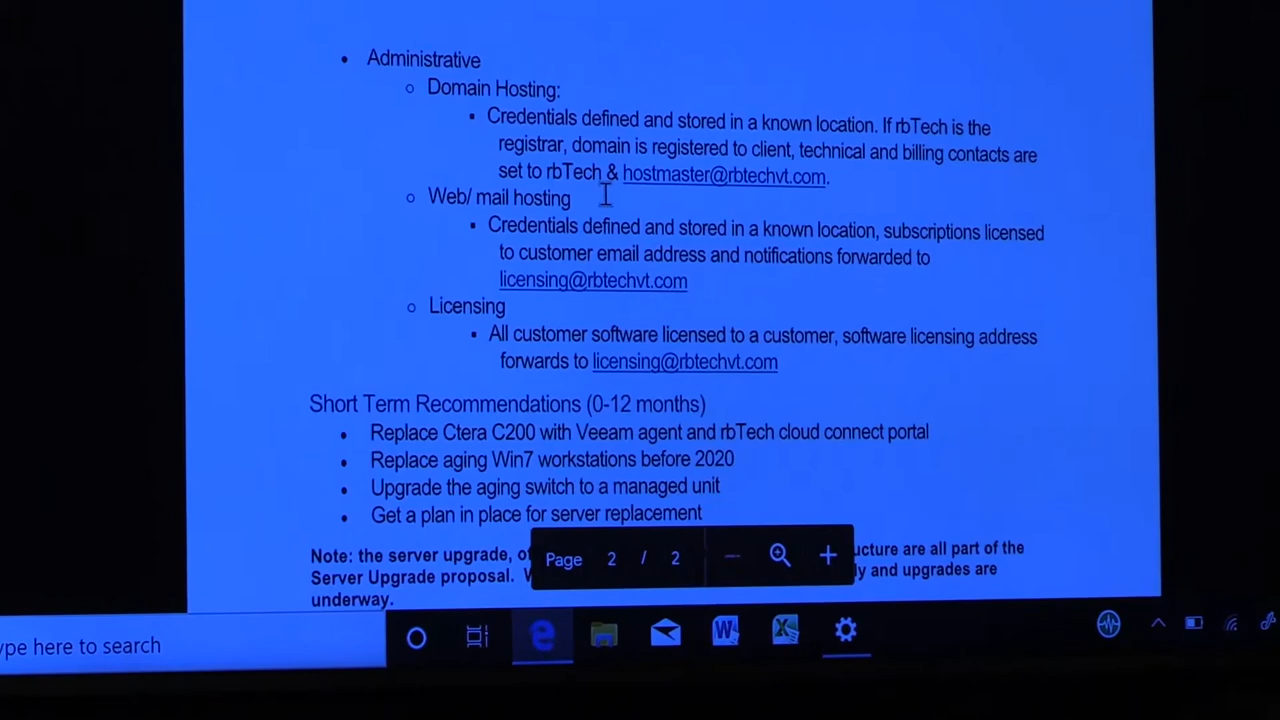 • Administrative
o Domain Hosting:
▪ Credentials defined and stored in a known location. If rbTech is the
registrar, domain is registered to client, technical and billing contacts are
set to rbTech & hostmaster@rbtechvt.com.
o Web/ mail hosting
▪ Credentials defined and stored in a known location, subscriptions licensed
to customer email address and notifications forwarded to
licensing@rbtechvt.com
o Licensing
▪ All customer software licensed to a customer, software licensing address
forwards to licensing@rbtechvt.com
Short Term Recommendations (0-12 months)
• Replace Ctera C200 with Veeam agent and rbTech cloud connect portal
• Replace aging Win7 workstations before 2020
• Upgrade the aging switch to a managed unit
• Get a plan in place for server replacement
Note: the server upgrade, ucture are all part of the
Server Upgrade proposal. ly and upgrades are
underway.
Page 2 / 2
ype here to search